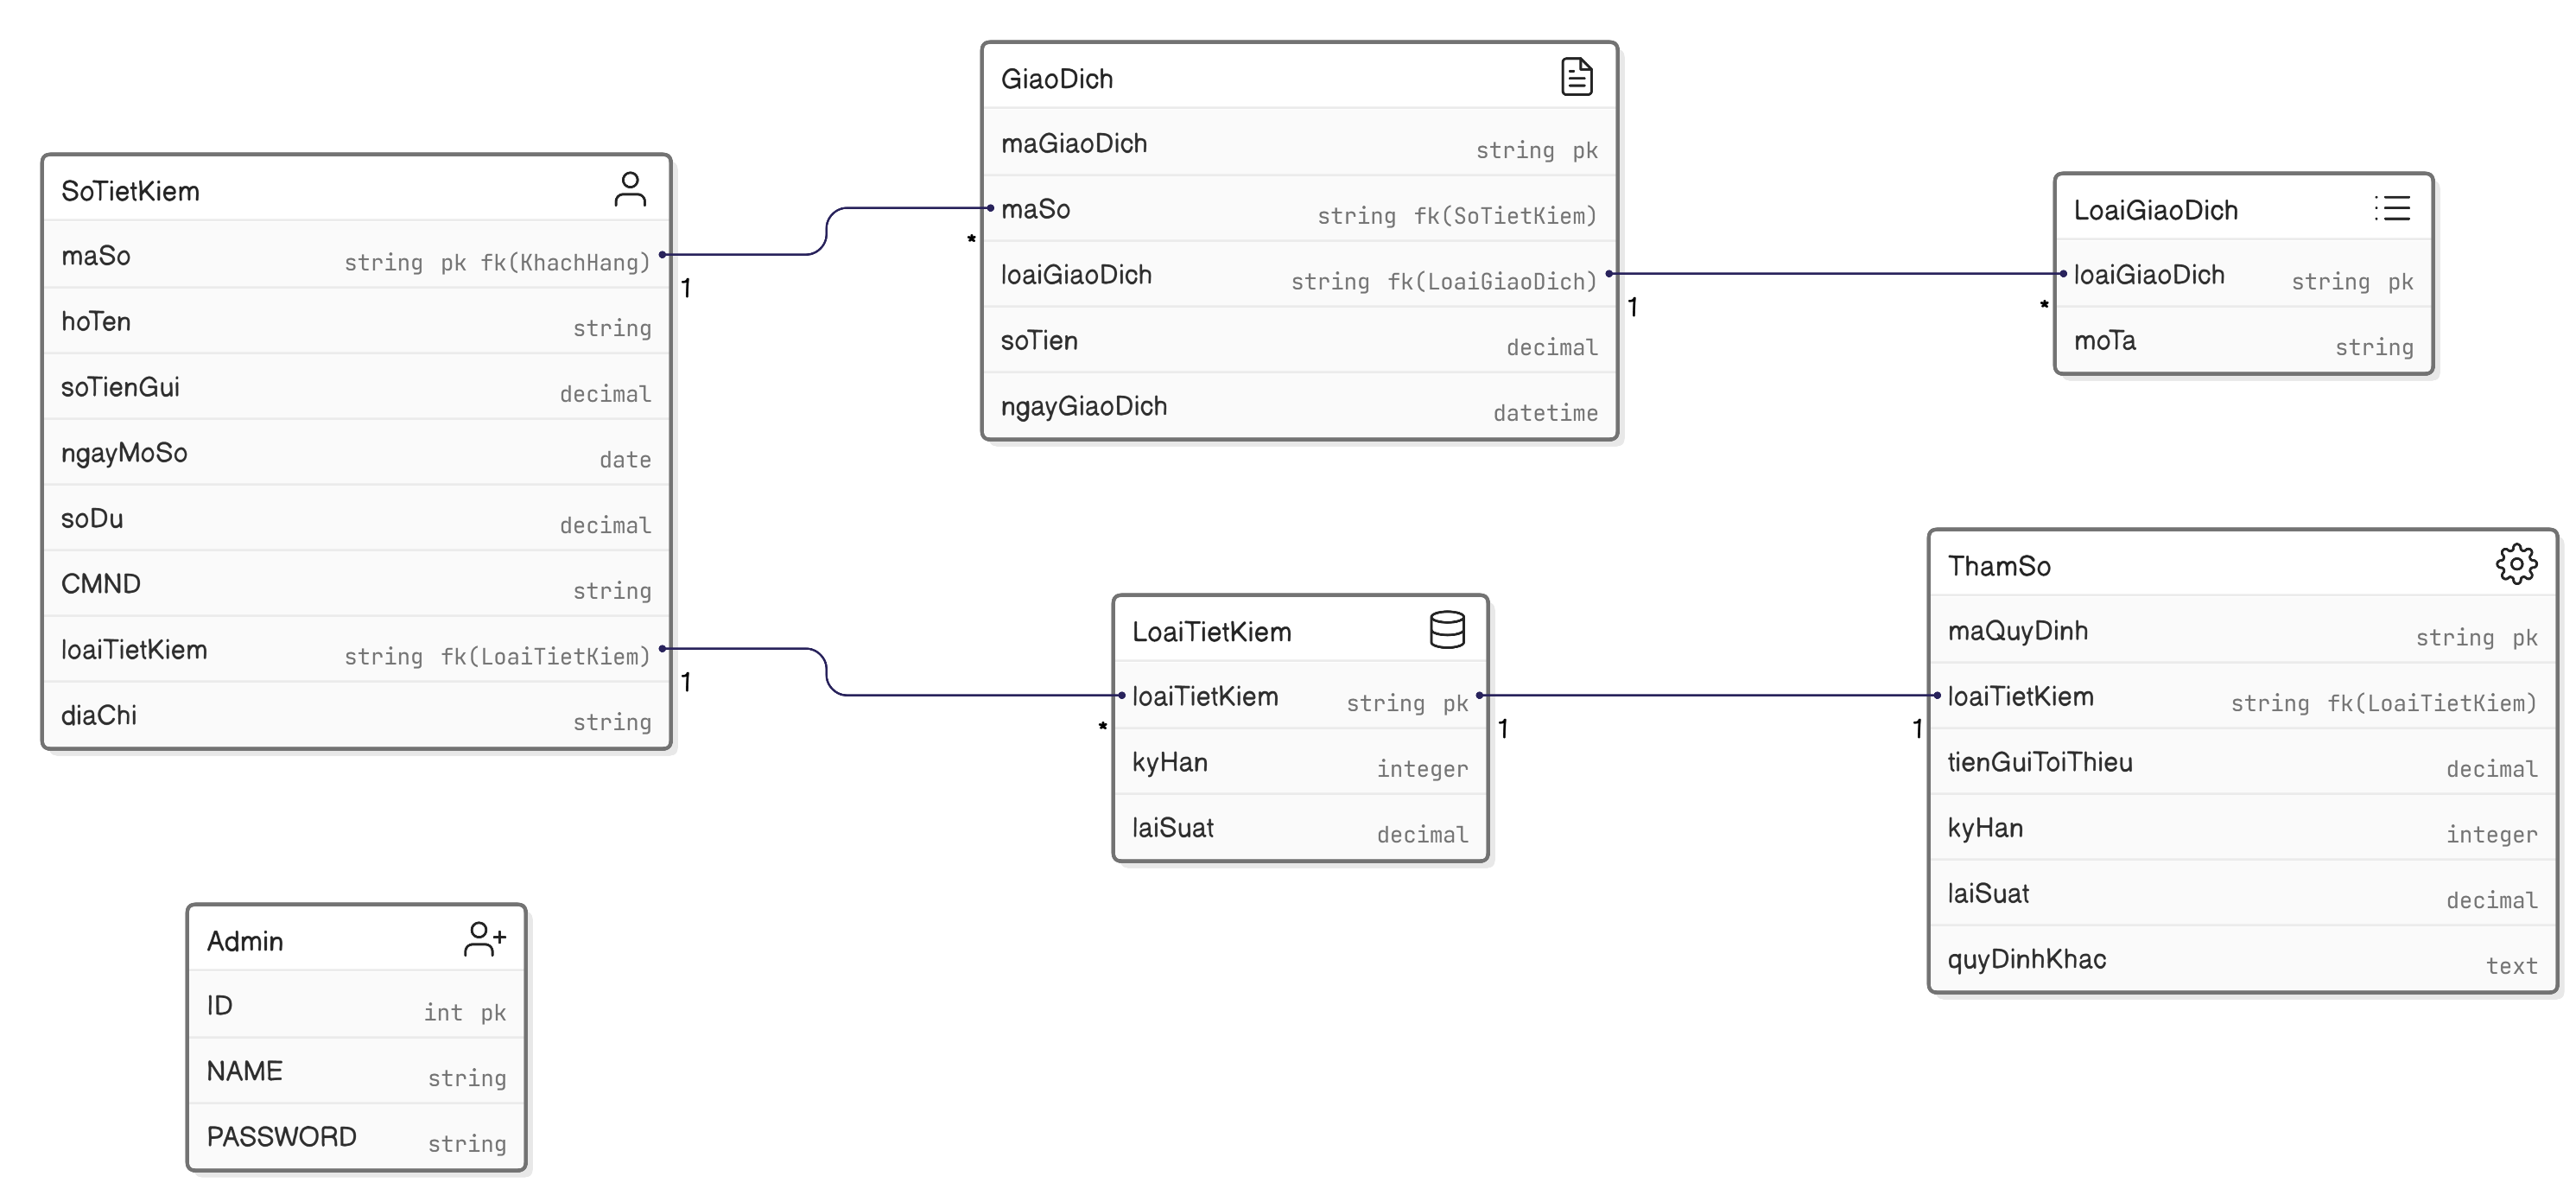 SoTietKiem
maSo string pk fk(KhachHang)
1
hoTen string
soTienGui decimal
ngayMoSo date
soDu decimal
CMND string
loaiTietKiem string fk(LoaiTietKiem)
1
diaChi string
GiaoDich
maGiaoDich string pk
maSo string fk(SoTietKiem)
*
loaiGiaoDich string fk(LoaiGiaoDich)
1
soTien decimal
ngayGiaoDich datetime
LoaiGiaoDich
loaiGiaoDich string pk
*
moTa string
LoaiTietKiem
loaiTietKiem string pk
* 1
kyHan integer
laiSuat decimal
ThamSo
maQuyDinh string pk
loaiTietKiem string fk(LoaiTietKiem)
1
tienGuiToiThieu decimal
kyHan integer
laiSuat decimal
quyDinhKhac text
Admin
ID int pk
NAME string
PASSWORD string